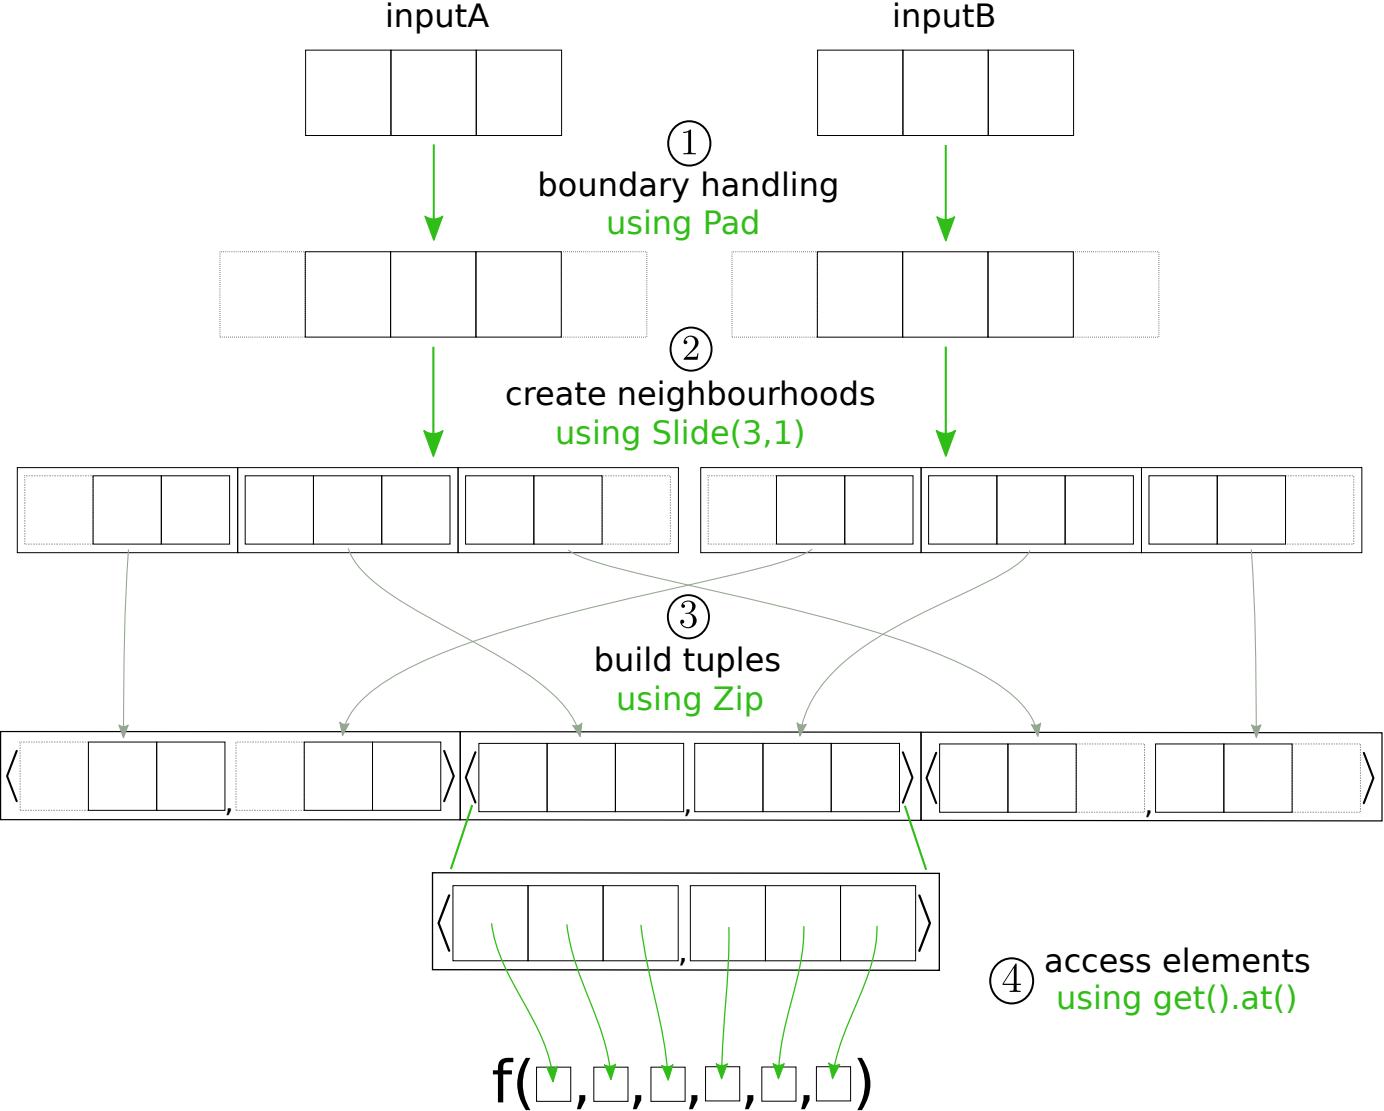 inputA
inputB
1
boundary handling
using Pad
2
create neighbourhoods
using Slide(3,1)
3
build tuples
using Zip
⟨ , ⟩ ⟨ , ⟩ ⟨ , ⟩
⟨ , ⟩
4
access elements
using get().at()
f( , , , , , )